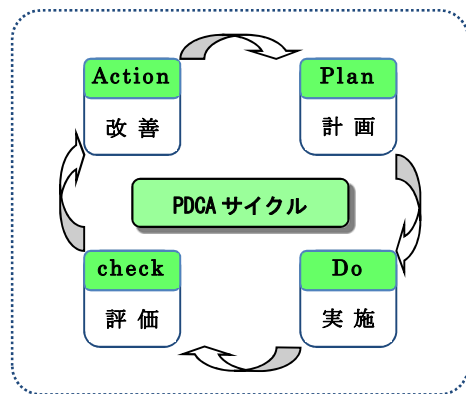 Action
改善
Plan
計画
PDCAサイクル
check
評価
Do
実施